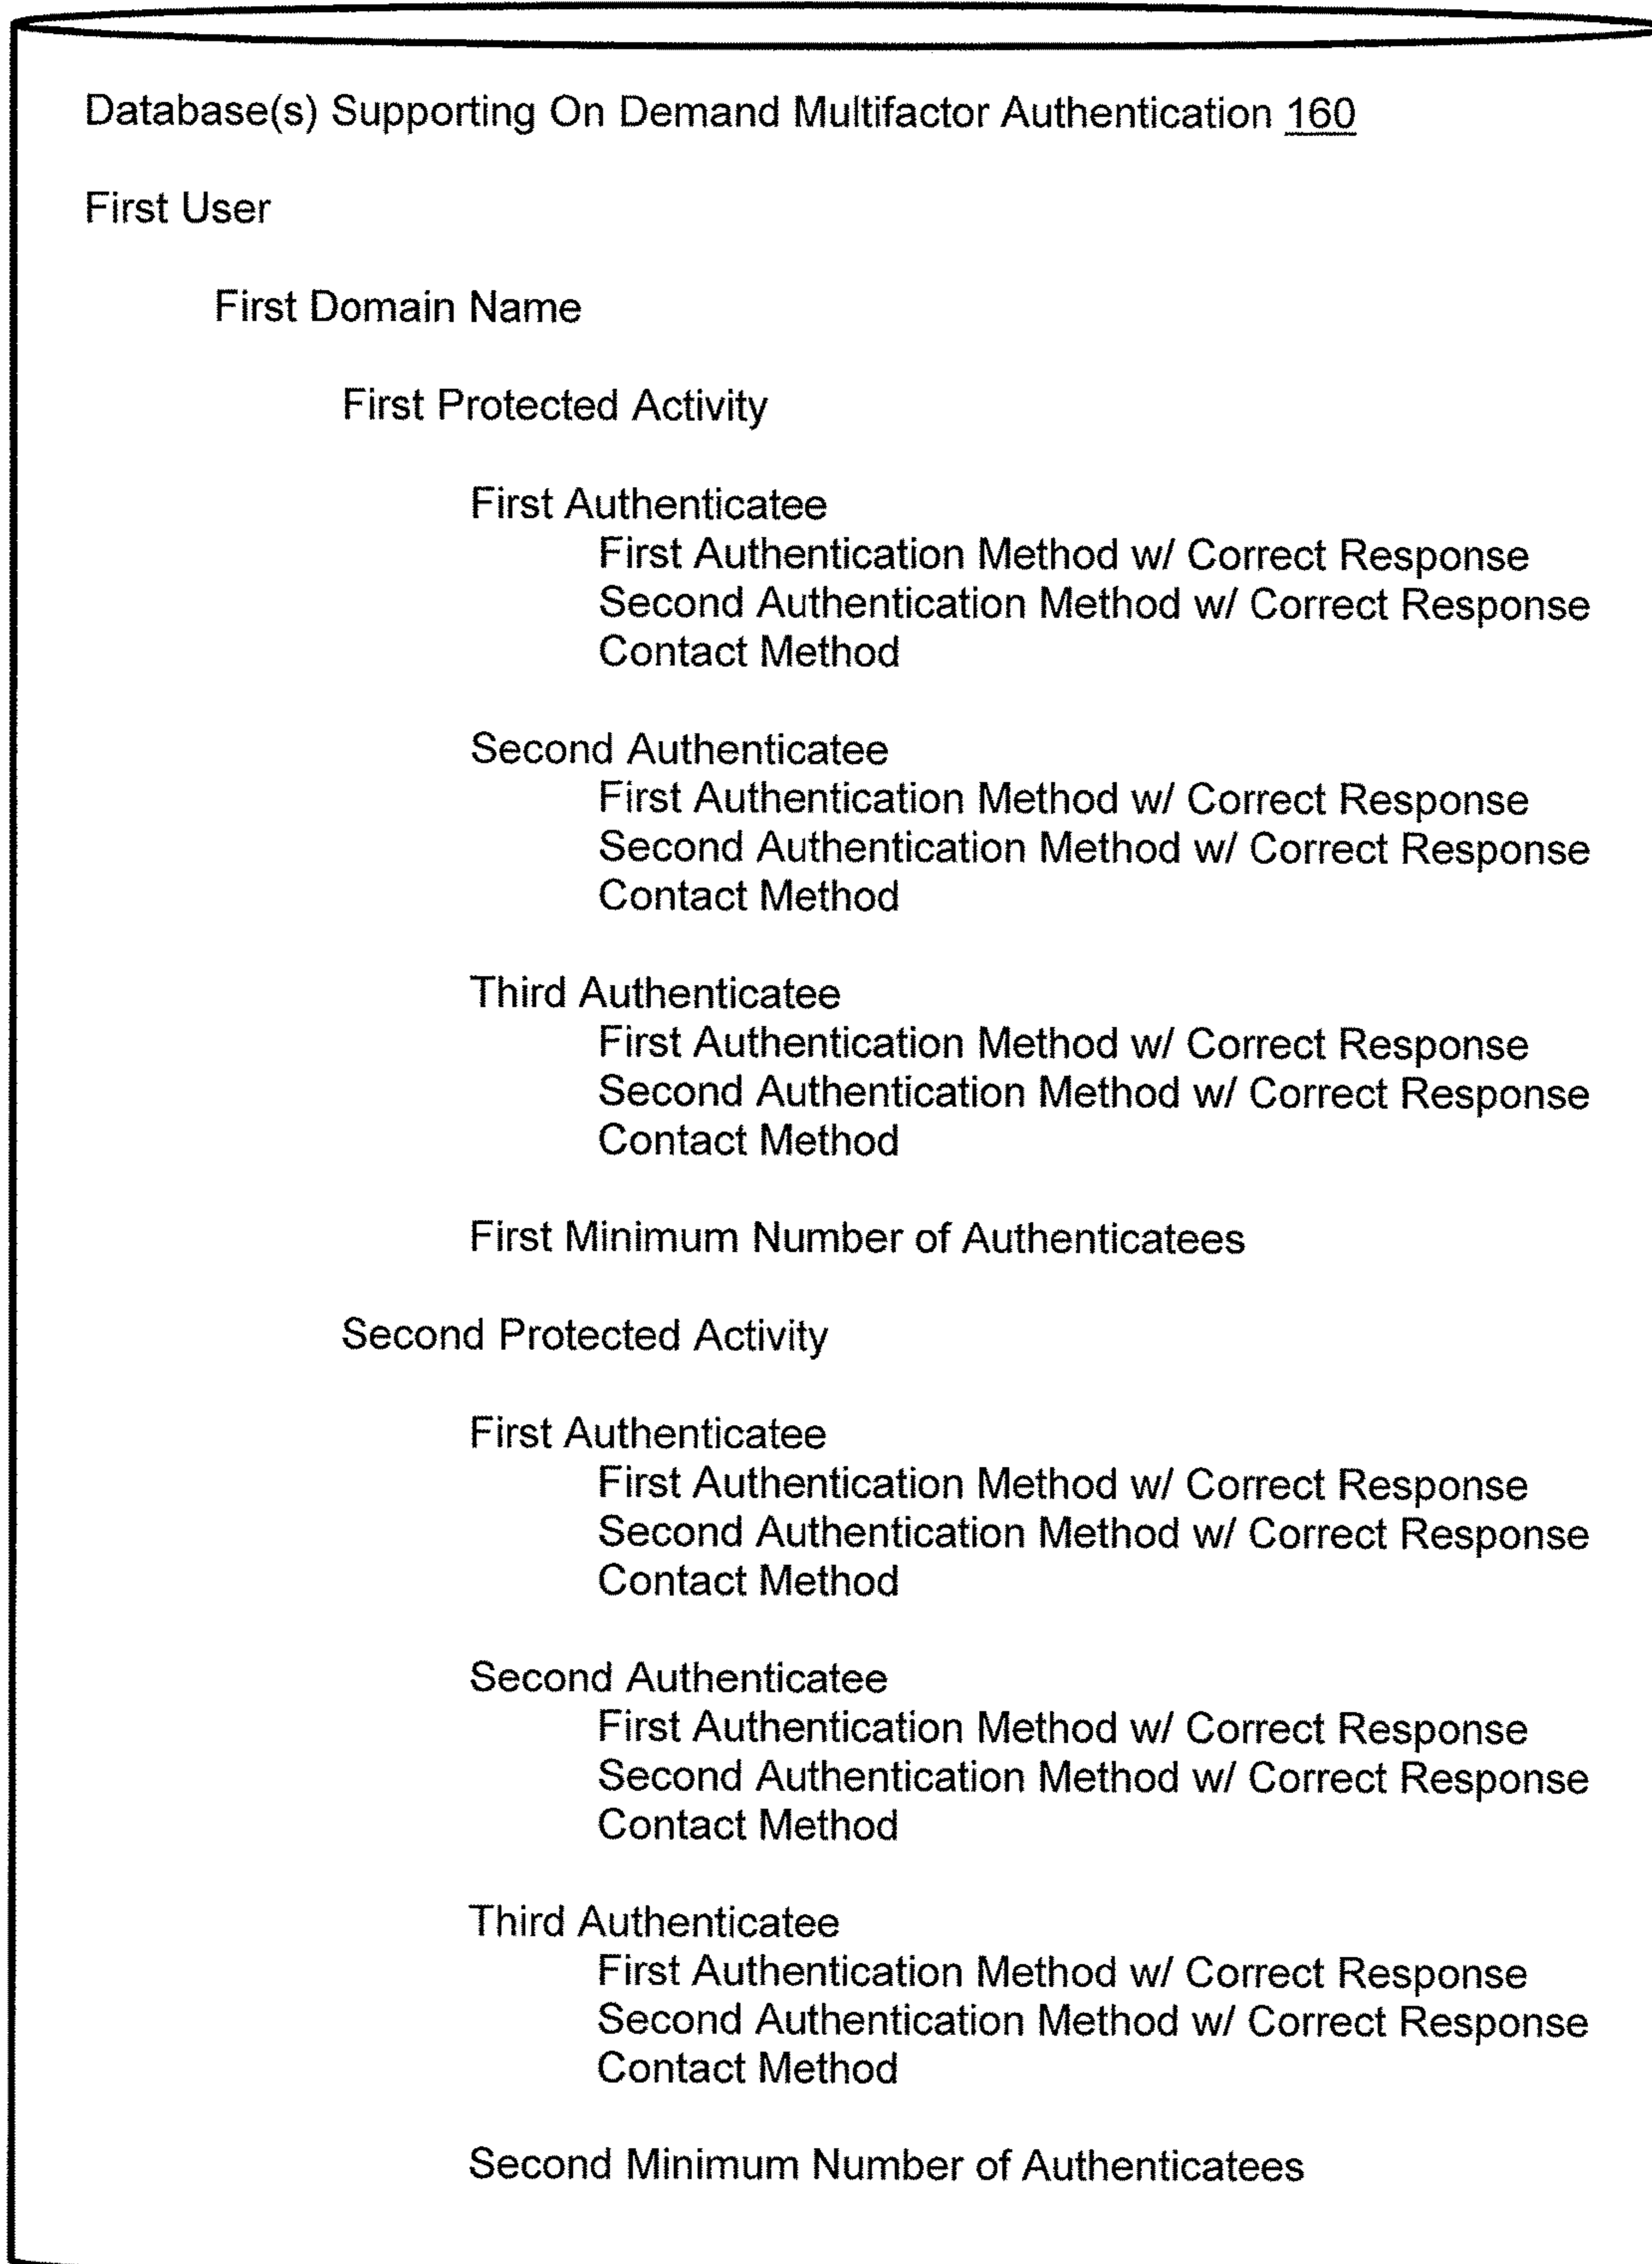 Database(s) Supporting On Demand Multifactor Authentication 160
First User
First Domain Name
First Protected Activity
First Authenticatee
First Authentication Method w/ Correct Response
Second Authentication Method w/ Correct Response
Contact Method
Second Authenticatee
First Authentication Method w/ Correct Response
Second Authentication Method w/ Correct Response
Contact Method
Third Authenticatee
First Authentication Method w/ Correct Response
Second Authentication Method w/ Correct Response
Contact Method
First Minimum Number of Authenticatees
Second Protected Activity
First Authenticatee
First Authentication Method w/ Correct Response
Second Authentication Method w/ Correct Response
Contact Method
Second Authenticatee
First Authentication Method w/ Correct Response
Second Authentication Method w/ Correct Response
Contact Method
Third Authenticatee
First Authentication Method w/ Correct Response
Second Authentication Method w/ Correct Response
Contact Method
Second Minimum Number of Authenticatees